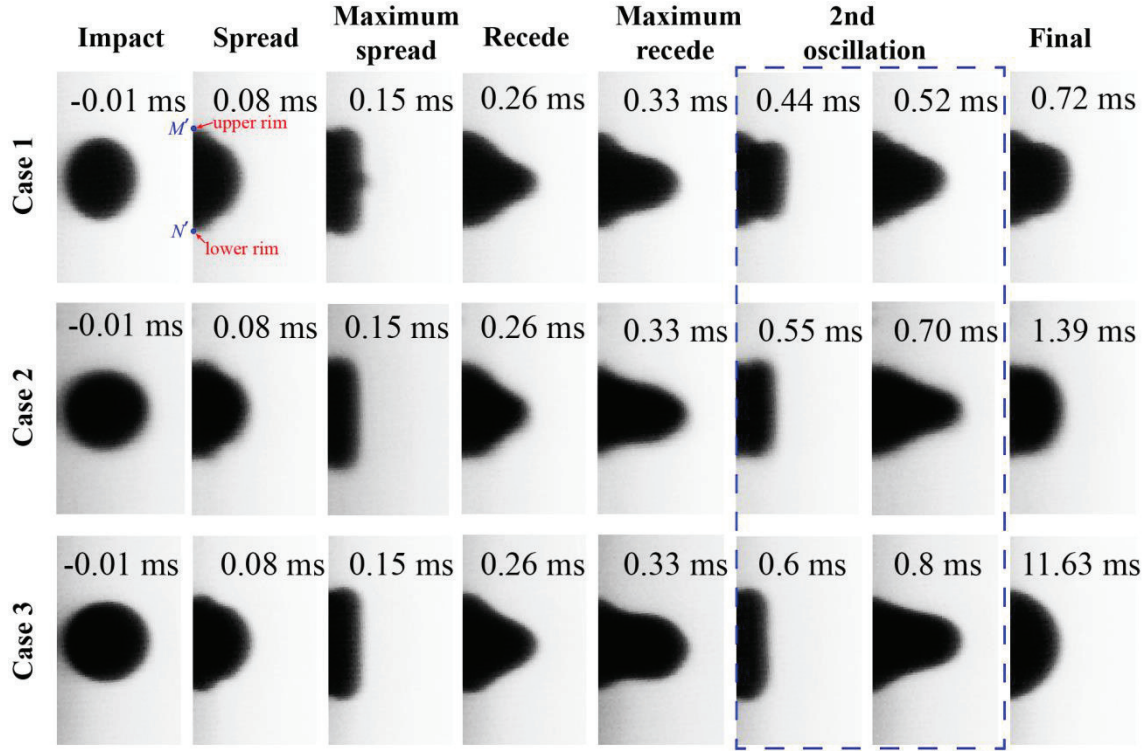 Impact
Spread
Maximum
spread
Recede
Maximum
recede
2nd
oscillation
Final
Case 1
-0.01 ms
0.08 ms
0.15 ms
0.26 ms
0.33 ms
0.44 ms
0.52 ms
0.72 ms
M′
upper rim
N′
lower rim
Case 2
-0.01 ms
0.08 ms
0.15 ms
0.26 ms
0.33 ms
0.55 ms
0.70 ms
1.39 ms
Case 3
-0.01 ms
0.08 ms
0.15 ms
0.26 ms
0.33 ms
0.6 ms
0.8 ms
11.63 ms